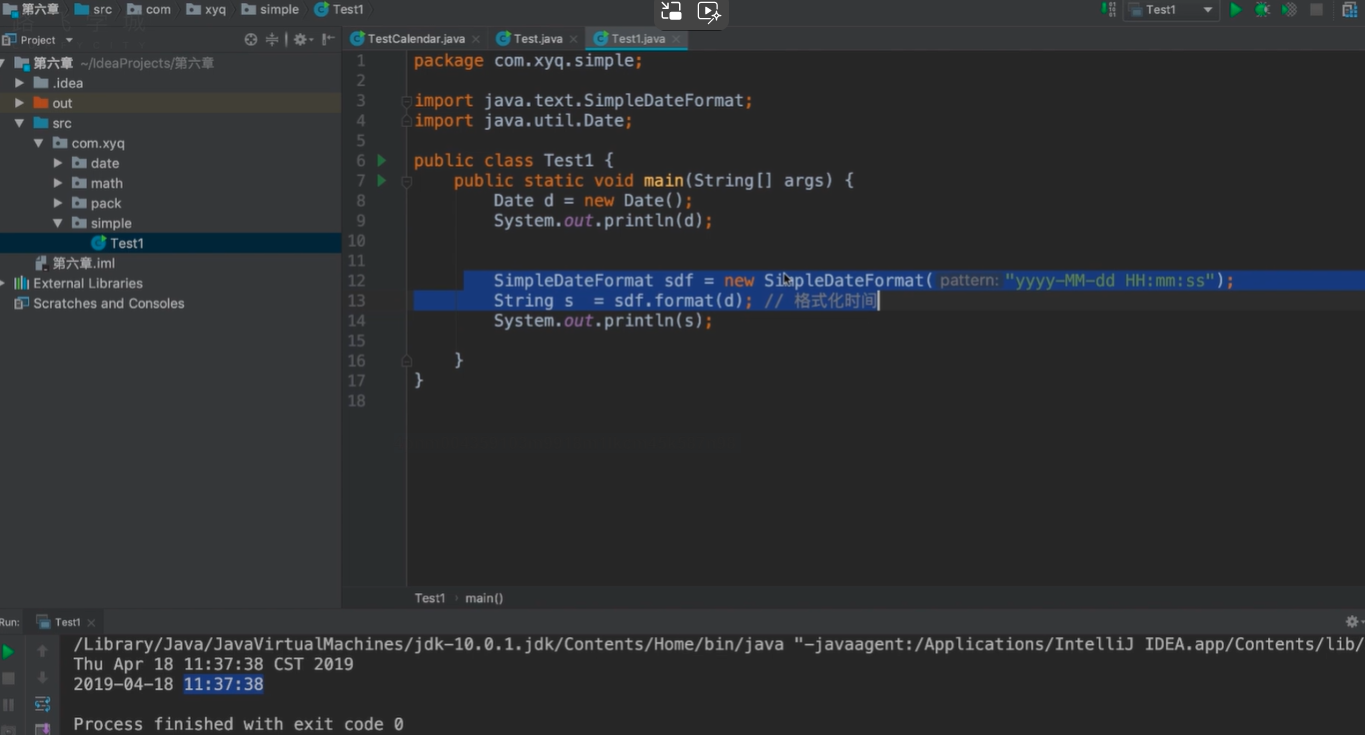 第六章 src com xyq simple Test1
Test1
Project
TestCalendar.java Test.java Test1.java
第六章 ~/IdeaProjects/第六章
.idea
out
src
com.xyq
date
math
pack
simple
Test1
第六章.iml
External Libraries
Scratches and Consoles
1 package com.xyq.simple;
2
3 import java.text.SimpleDateFormat;
4 import java.util.Date;
5
6 public class Test1 {
7 public static void main(String[] args) {
8 Date d = new Date();
9 System.out.println(d);
10
11
12 SimpleDateFormat sdf = new SimpleDateFormat( pattern: "yyyy-MM-dd HH:mm:ss");
13 String s = sdf.format(d); // 格式化时间
14 System.out.println(s);
15
16 }
17 }
18
Test1 › main()
Run: Test1
/Library/Java/JavaVirtualMachines/jdk-10.0.1.jdk/Contents/Home/bin/java "-javaagent:/Applications/IntelliJ IDEA.app/Contents/lib/
Thu Apr 18 11:37:38 CST 2019
2019-04-18 11:37:38
Process finished with exit code 0